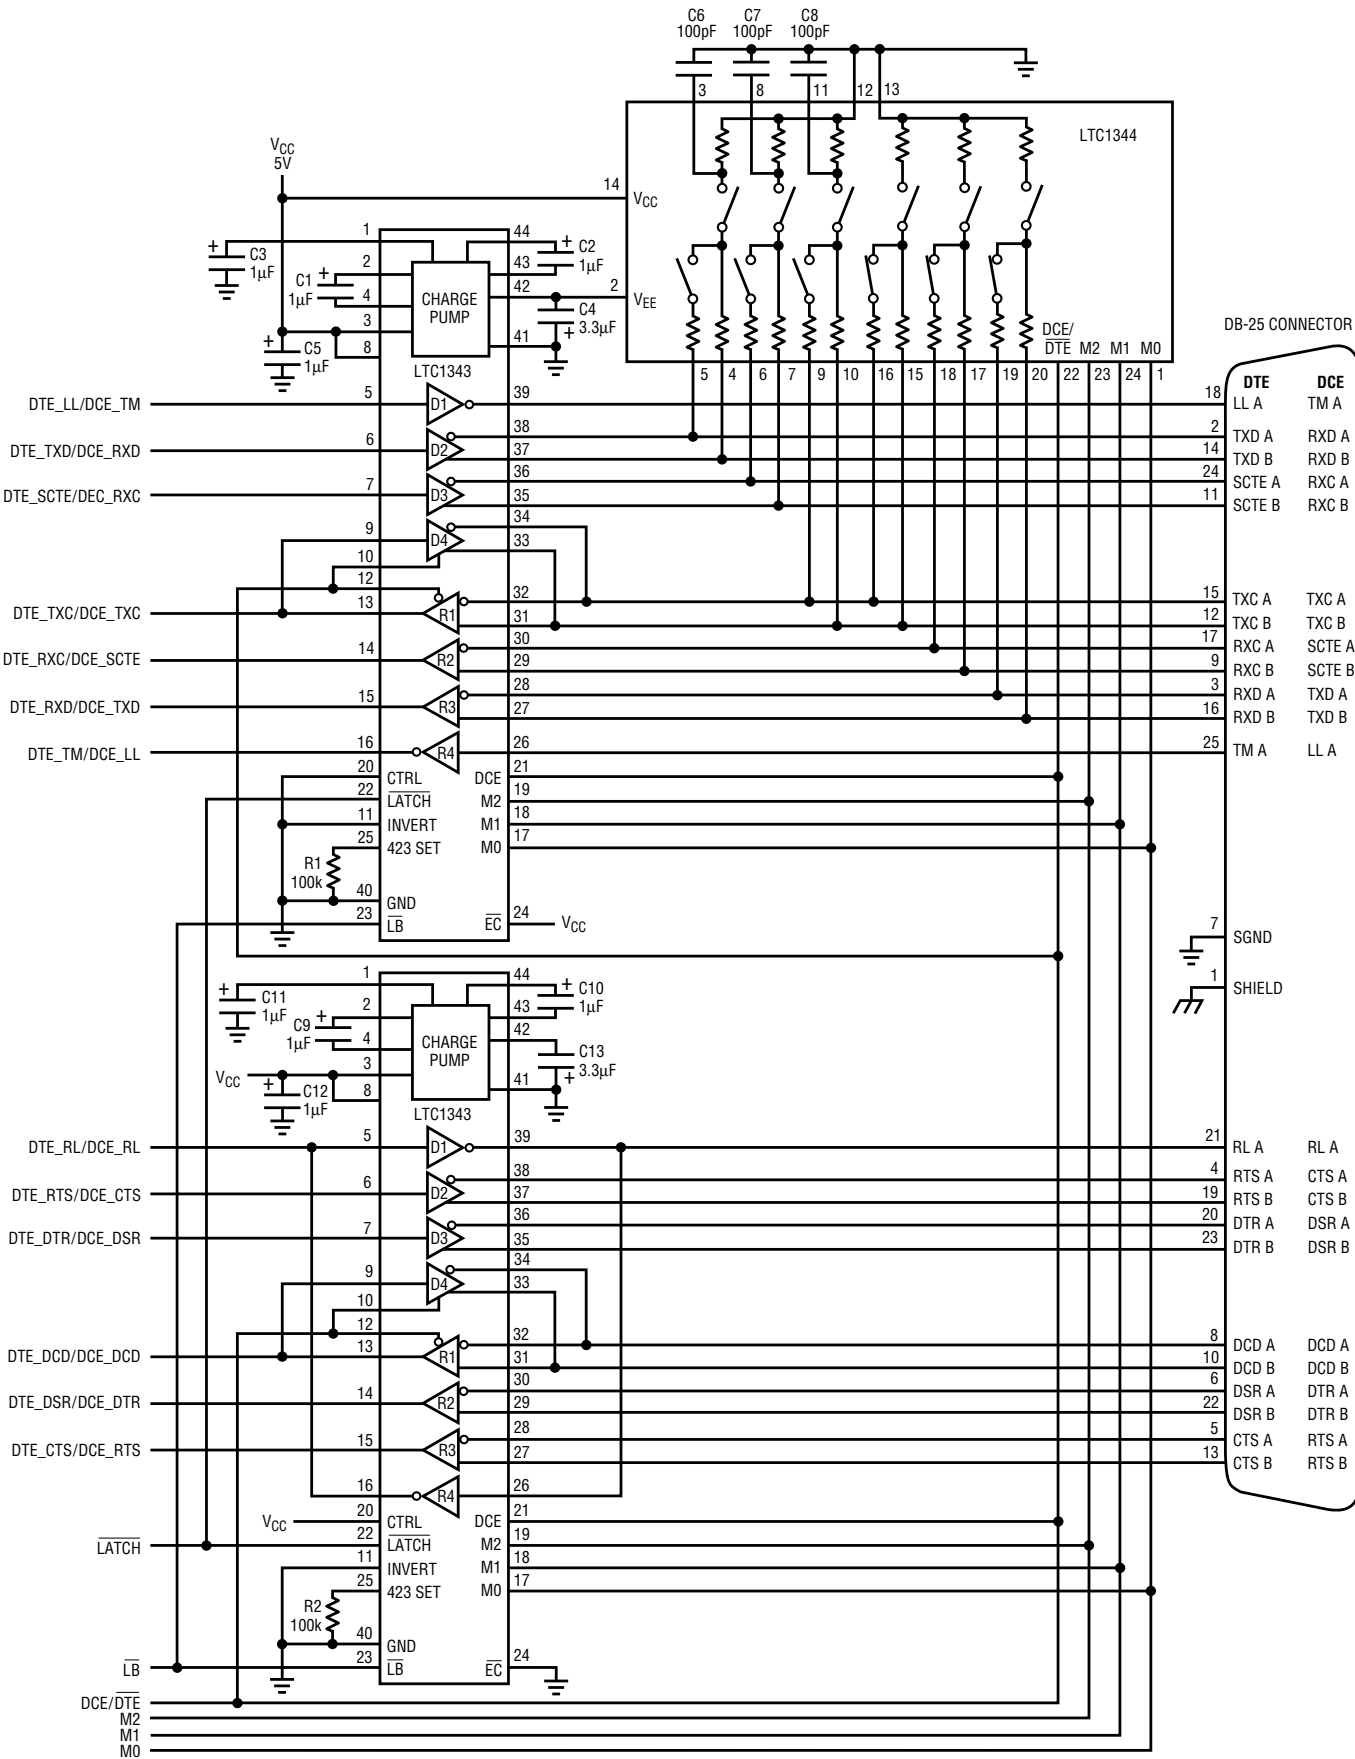 C6
100pF
C7
100pF
C8
100pF
3
8
11
12
13
LTC1344
VCC
5V
14
VCC
1
44
C3
1µF
C2
1µF
2
43
C1
1µF
4
CHARGE
PUMP
42
2
VEE
C4
3.3µF
3
41
C5
1µF
8
LTC1343
DCE/
DTE
M2
M1
M0
5
4
6
7
9
10
16
15
18
17
19
20
22
23
24
1
DB-25 CONNECTOR
DTE
DCE
DTE_LL/DCE_TM
5
D1
39
18
LL A
TM A
38
2
TXD A
RXD A
DTE_TXD/DCE_RXD
6
D2
37
14
TXD B
RXD B
36
24
SCTE A
RXC A
DTE_SCTE/DEC_RXC
7
D3
35
11
SCTE B
RXC B
34
9
D4
33
10
12
32
15
TXC A
TXC A
DTE_TXC/DCE_TXC
13
R1
31
12
TXC B
TXC B
30
17
RXC A
SCTE A
DTE_RXC/DCE_SCTE
14
R2
29
9
RXC B
SCTE B
28
3
RXD A
TXD A
DTE_RXD/DCE_TXD
15
R3
27
16
RXD B
TXD B
DTE_TM/DCE_LL
16
R4
26
25
TM A
LL A
20
CTRL
DCE
21
22
LATCH
M2
19
11
INVERT
M1
18
25
423 SET
M0
17
R1
100k
40
GND
23
LB
EC
24
VCC
7
SGND
1
SHIELD
1
44
C11
1µF
C10
1µF
2
43
C9
1µF
4
CHARGE
PUMP
42
C13
3.3µF
VCC
3
41
C12
1µF
8
LTC1343
DTE_RL/DCE_RL
5
D1
39
21
RL A
RL A
38
4
RTS A
CTS A
DTE_RTS/DCE_CTS
6
D2
37
19
RTS B
CTS B
36
20
DTR A
DSR A
DTE_DTR/DCE_DSR
7
D3
35
23
DTR B
DSR B
34
9
D4
33
10
12
32
8
DCD A
DCD A
DTE_DCD/DCE_DCD
13
R1
31
10
DCD B
DCD B
30
6
DSR A
DTR A
DTE_DSR/DCE_DTR
14
R2
29
22
DSR B
DTR B
28
5
CTS A
RTS A
DTE_CTS/DCE_RTS
15
R3
27
13
CTS B
RTS B
16
R4
26
VCC
20
CTRL
DCE
21
LATCH
22
LATCH
M2
19
11
INVERT
M1
18
25
423 SET
M0
17
R2
100k
40
GND
LB
23
LB
EC
24
DCE/DTE
M2
M1
M0